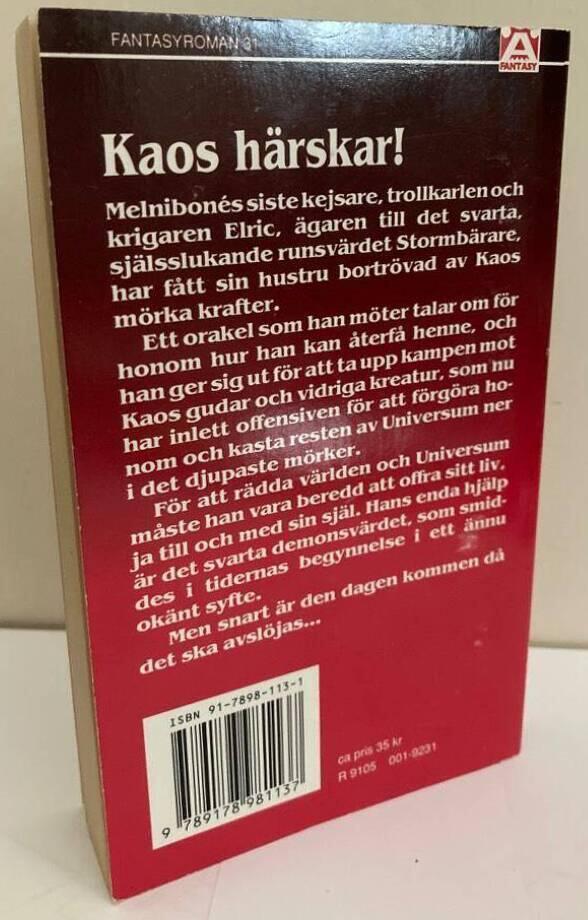 FANTASYROMAN 31
A
FANTASY
Kaos härskar!
Melnibonés siste kejsare, trollkarlen och
krigaren Elric, ägaren till det svarta,
själsslukande runsvärdet Stormbärare,
har fått sin hustru bortrövad av Kaos
mörka krafter.
Ett orakel som han möter talar om för
honom hur han kan återfå henne, och
han ger sig ut för att ta upp kampen mot
Kaos gudar och vidriga kreatur, som nu
har inlett offensiven för att förgöra ho-
nom och kasta resten av Universum ner
i det djupaste mörker.
För att rädda världen och Universum
måste han vara beredd att offra sitt liv,
ja till och med sin själ. Hans enda hjälp
är det svarta demonsvärdet, som smid-
des i tidernas begynnelse i ett ännu
okänt syfte.
Men snart är den dagen kommen då
det ska avslöjas...
ISBN 91-7898-113-1
9 789178 981137
ca pris 35 kr
R 9105 001-9231